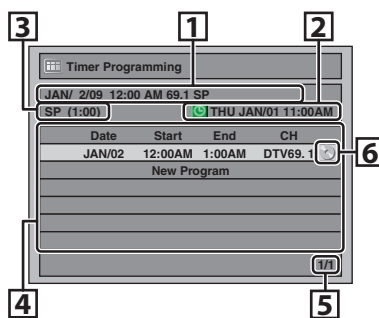 3 1 2
Timer Programming
JAN/ 2/09 12:00 AM 69.1 SP
SP (1:00) THU JAN/01 11:00AM
Date Start End CH
JAN/02 12:00AM 1:00AM DTV69. 1
6
New Program
1/1
4 5